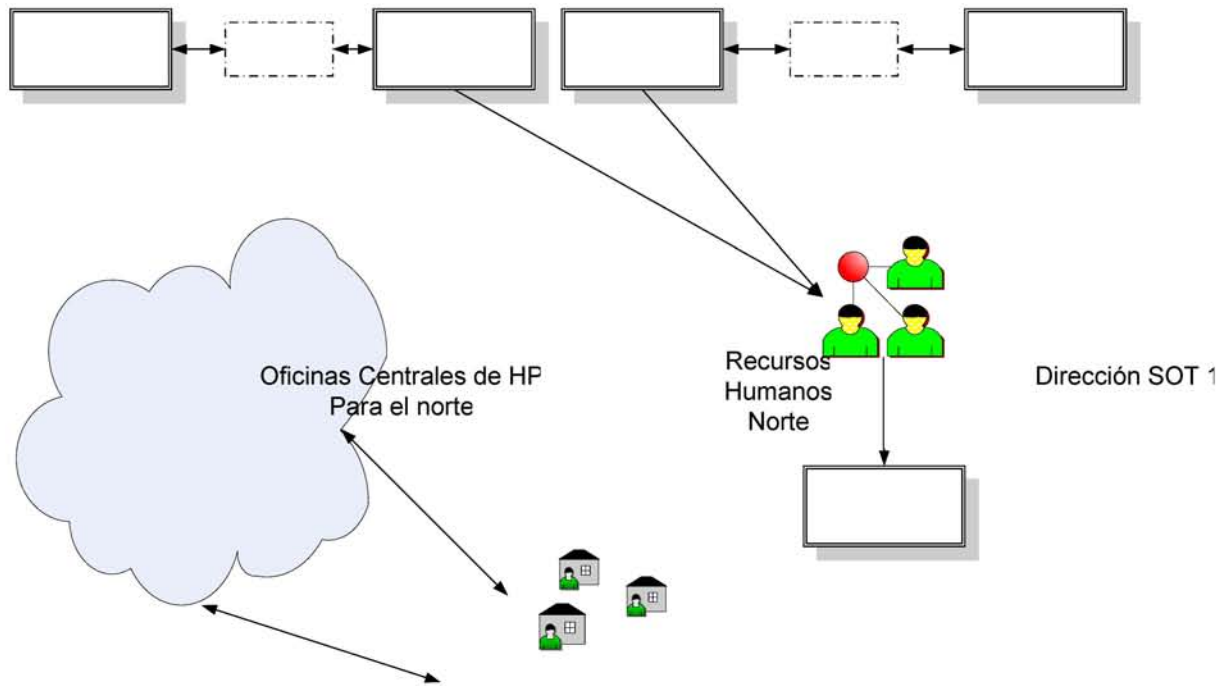 Oficinas Centrales de HP
Para el norte
Recursos
Humanos
Norte
Dirección SOT 1